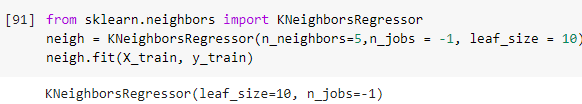 [91] from sklearn.neighbors import KNeighborsRegressor
neigh = KNeighborsRegressor(n_neighbors=5,n_jobs = -1, leaf_size = 10)
neigh.fit(X_train, y_train)
KNeighborsRegressor(leaf_size=10, n_jobs=-1)